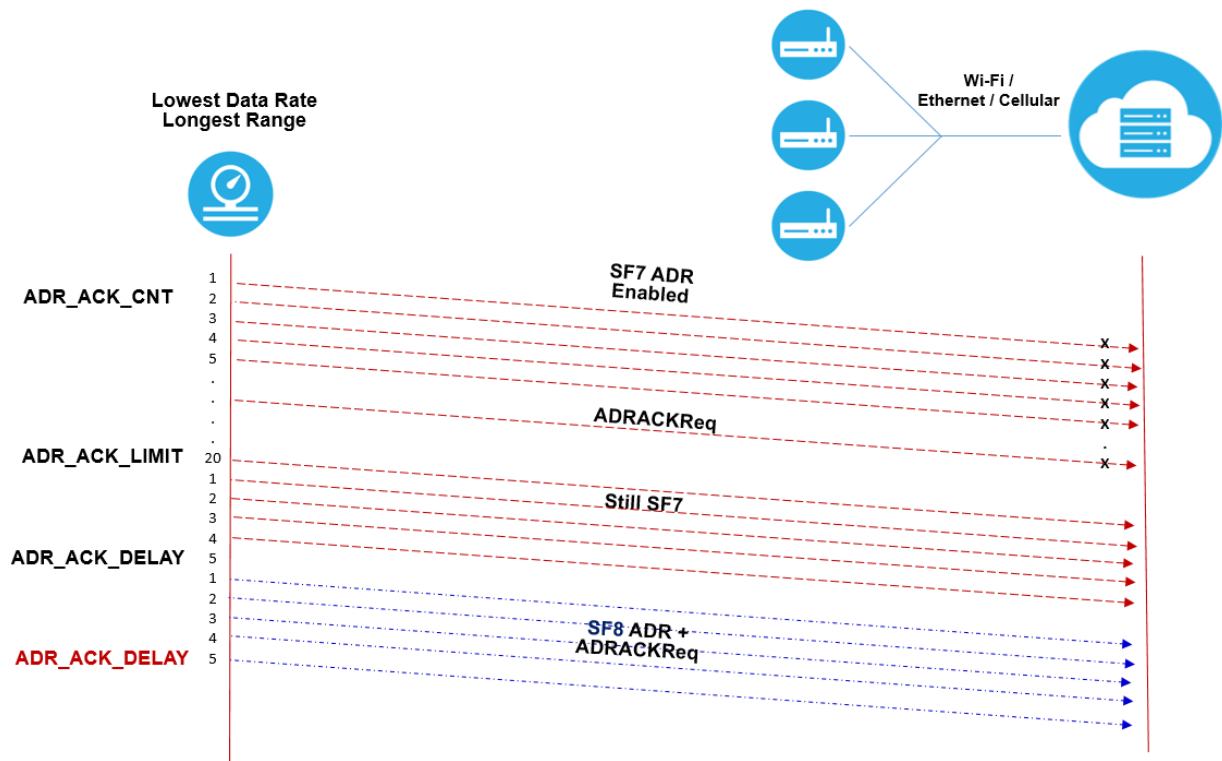 Lowest Data Rate
Longest Range
Wi-Fi /
Ethernet / Cellular
SF7 ADR
Enabled
ADR_ACK_CNT
1
2
3
4
5
.
.
.
.
ADR_ACK_LIMIT
20
x
x
x
x
x
.
x
ADRACKReq
1
2
3
4
5
Still SF7
ADR_ACK_DELAY
1
2
3
4
5
SF8 ADR +
ADRACKReq
ADR_ACK_DELAY